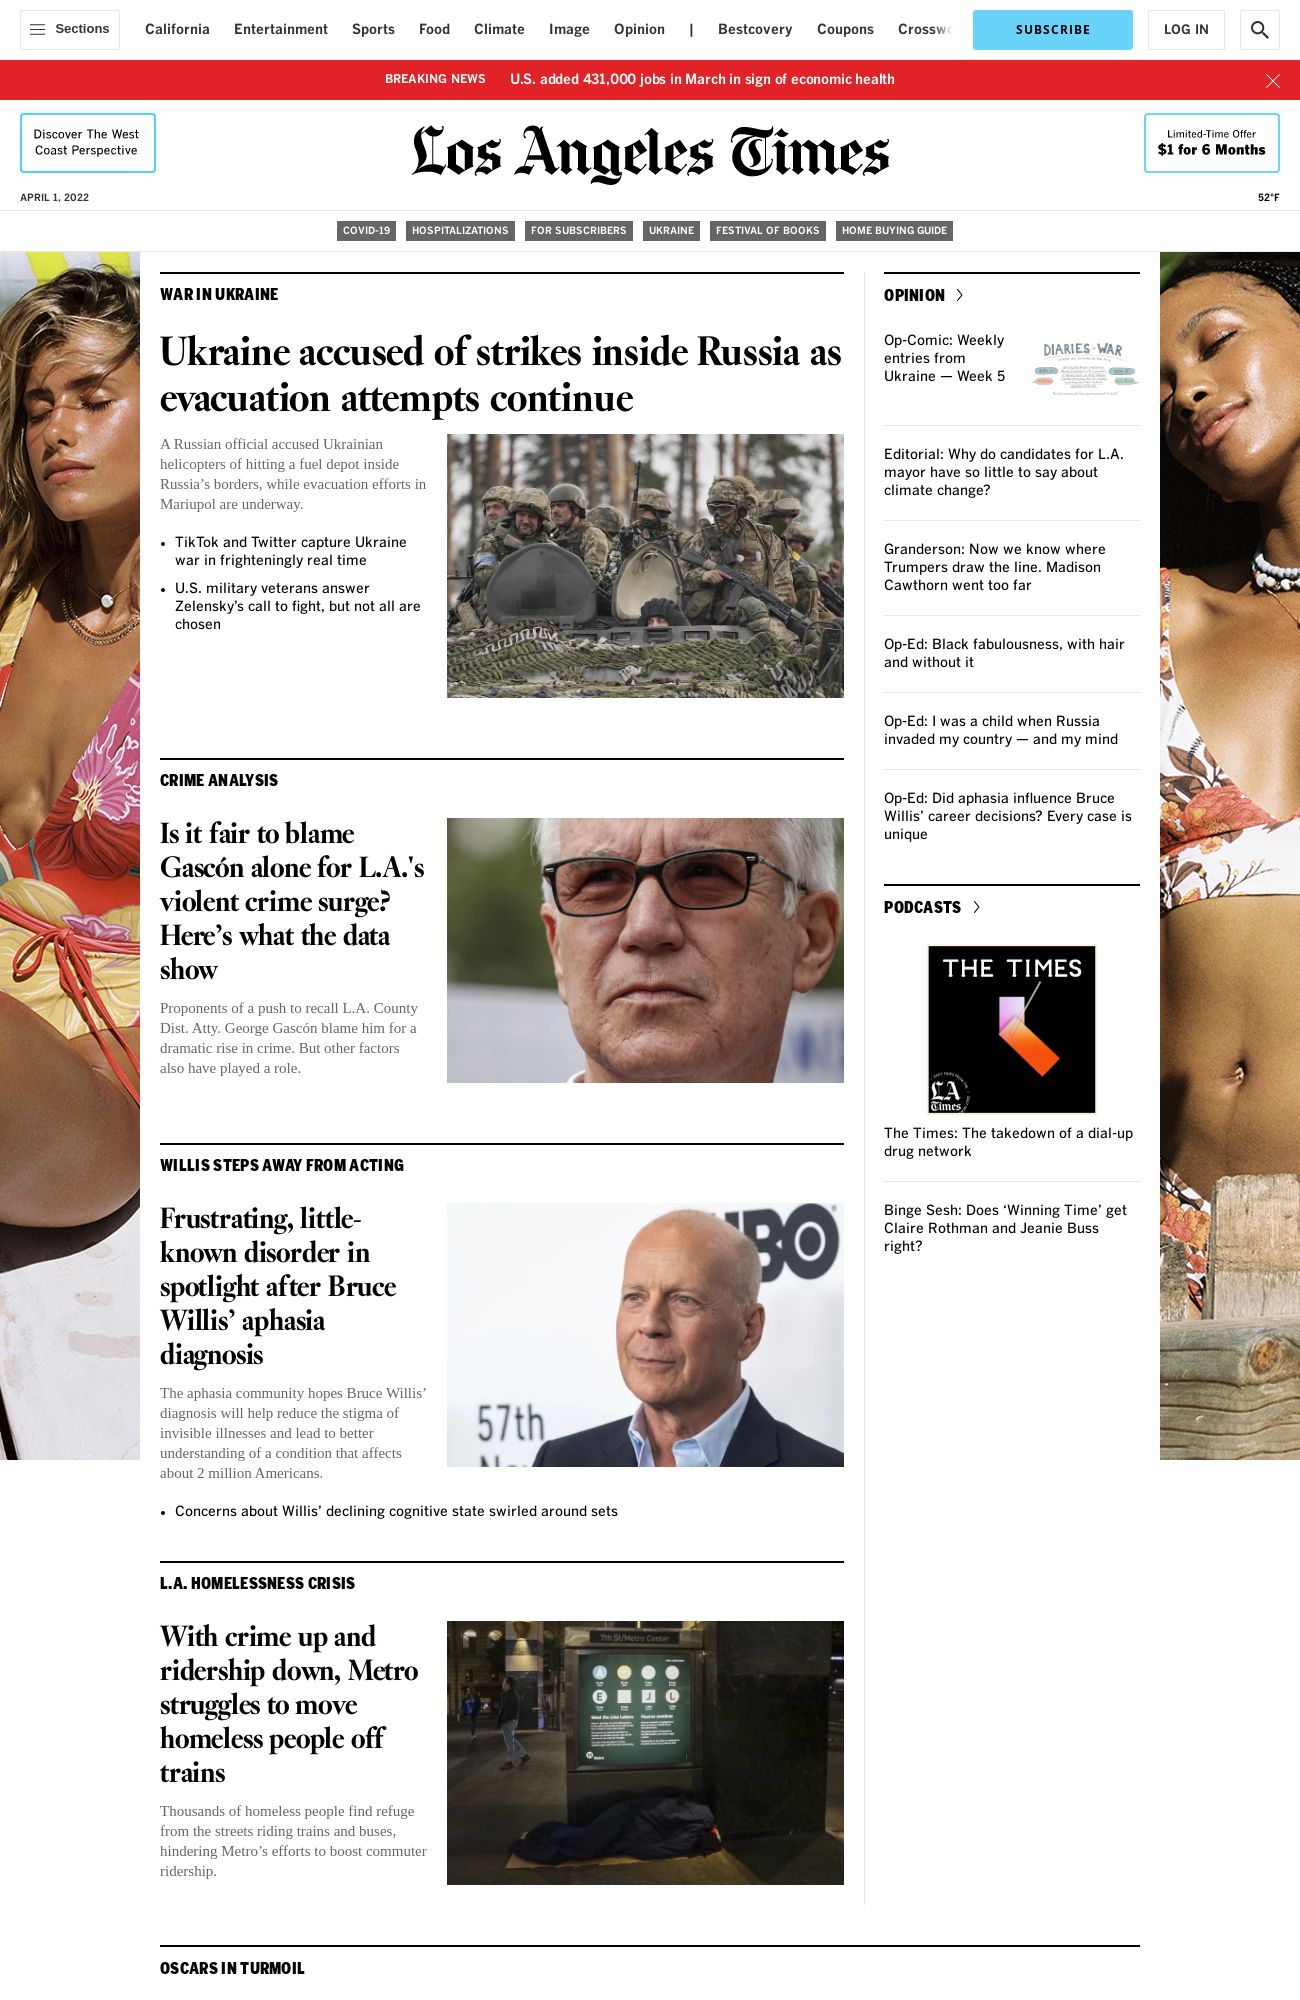 Sections
California Entertainment Sports Food Climate Image Opinion | Bestcovery Coupons
SUBSCRIBE
LOG IN
BREAKING NEWS U.S. added 431,000 jobs in March in sign of economic health
Discover The West
Coast Perspective
Los Angeles Times
Limited-Time Offer
$1 for 6 Months
APRIL 1, 2022
52°F
COVID-19 HOSPITALIZATIONS FOR SUBSCRIBERS UKRAINE FESTIVAL OF BOOKS HOME BUYING GUIDE
WAR IN UKRAINE
Ukraine accused of strikes inside Russia as
evacuation attempts continue
A Russian official accused Ukrainian
helicopters of hitting a fuel depot inside
Russia’s borders, while evacuation efforts in
Mariupol are underway.
• TikTok and Twitter capture Ukraine
war in frighteningly real time
• U.S. military veterans answer
Zelensky’s call to fight, but not all are
chosen
CRIME ANALYSIS
Is it fair to blame
Gascón alone for L.A.'s
violent crime surge?
Here’s what the data
show
Proponents of a push to recall L.A. County
Dist. Atty. George Gascón blame him for a
dramatic rise in crime. But other factors
also have played a role.
WILLIS STEPS AWAY FROM ACTING
Frustrating, little-
known disorder in
spotlight after Bruce
Willis’ aphasia
diagnosis
The aphasia community hopes Bruce Willis’
diagnosis will help reduce the stigma of
invisible illnesses and lead to better
understanding of a condition that affects
about 2 million Americans.
57th
• Concerns about Willis’ declining cognitive state swirled around sets
L.A. HOMELESSNESS CRISIS
With crime up and
ridership down, Metro
struggles to move
homeless people off
trains
Thousands of homeless people find refuge
from the streets riding trains and buses,
hindering Metro’s efforts to boost commuter
ridership.
7th St/Metro Center
A
E J L
Metro
OPINION
Op-Comic: Weekly
entries from
Ukraine — Week 5
DIARIES OF WAR
Editorial: Why do candidates for L.A.
mayor have so little to say about
climate change?
Granderson: Now we know where
Trumpers draw the line. Madison
Cawthorn went too far
Op-Ed: Black fabulousness, with hair
and without it
Op-Ed: I was a child when Russia
invaded my country — and my mind
Op-Ed: Did aphasia influence Bruce
Willis’ career decisions? Every case is
unique
PODCASTS
THE TIMES
LA
Times
The Times: The takedown of a dial-up
drug network
Binge Sesh: Does ‘Winning Time’ get
Claire Rothman and Jeanie Buss
right?
OSCARS IN TURMOIL